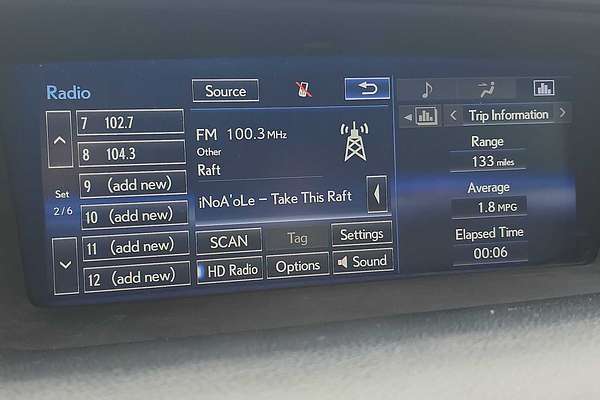 Radio
Source
7 102.7
8 104.3
9 (add new)
10 (add new)
11 (add new)
12 (add new)
Set
2/6
FM 100.3 MHz
Other
Raft
iNoA'oLe – Take This Raft
SCAN
Tag
Settings
HD Radio
Options
Sound
Trip Information
Range
133 miles
Average
1.8 MPG
Elapsed Time
00:06